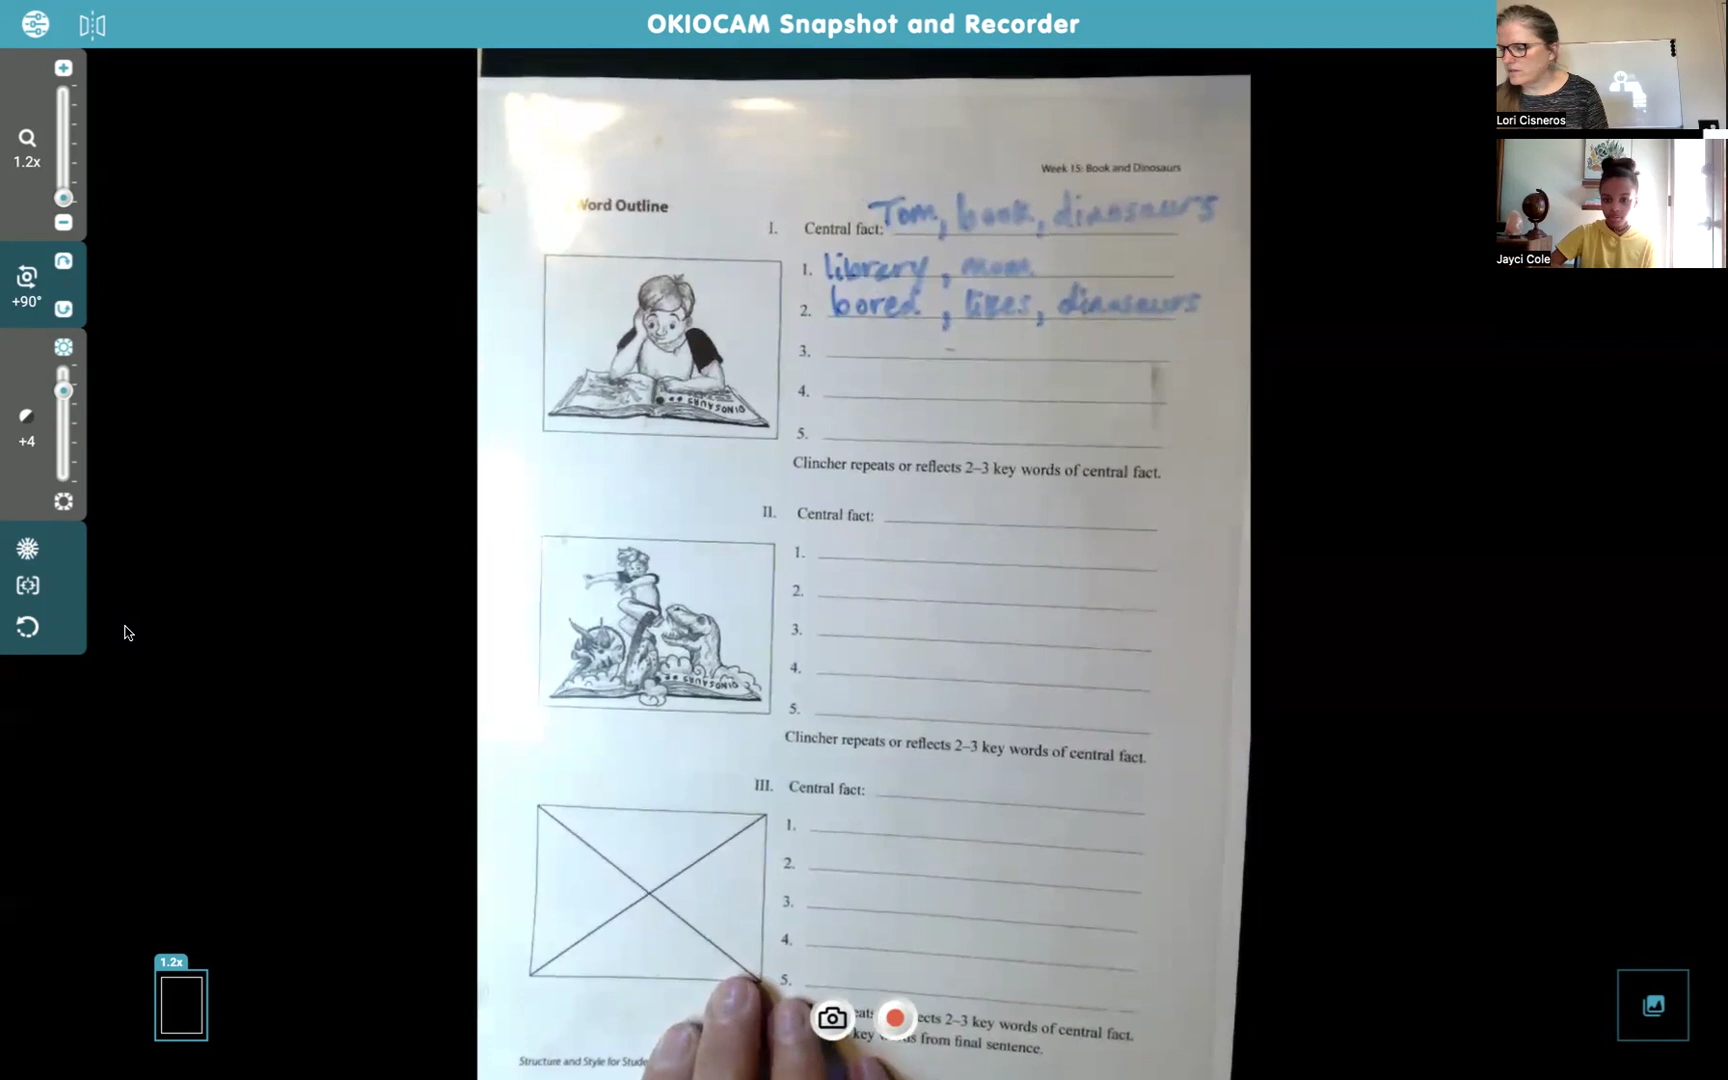 OKIOCAM Snapshot and Recorder
Lori Cisneros
Jayci Cole
1.2x
+90°
+4
1.2x
Week 15: Book and Dinosaurs
Word Outline
I. Central fact: Tom, book, dinosaurs
1. library, mom
2. bored, likes, dinosaurs
3.
4.
5.
DINOSAURS
Clincher repeats or reflects 2–3 key words of central fact.
II. Central fact:
1.
2.
3.
4.
5.
DINOSAURS
Clincher repeats or reflects 2–3 key words of central fact.
III. Central fact:
1.
2.
3.
4.
5.
2–3 key words of central fact.
key from final sentence.
Structure and Style for